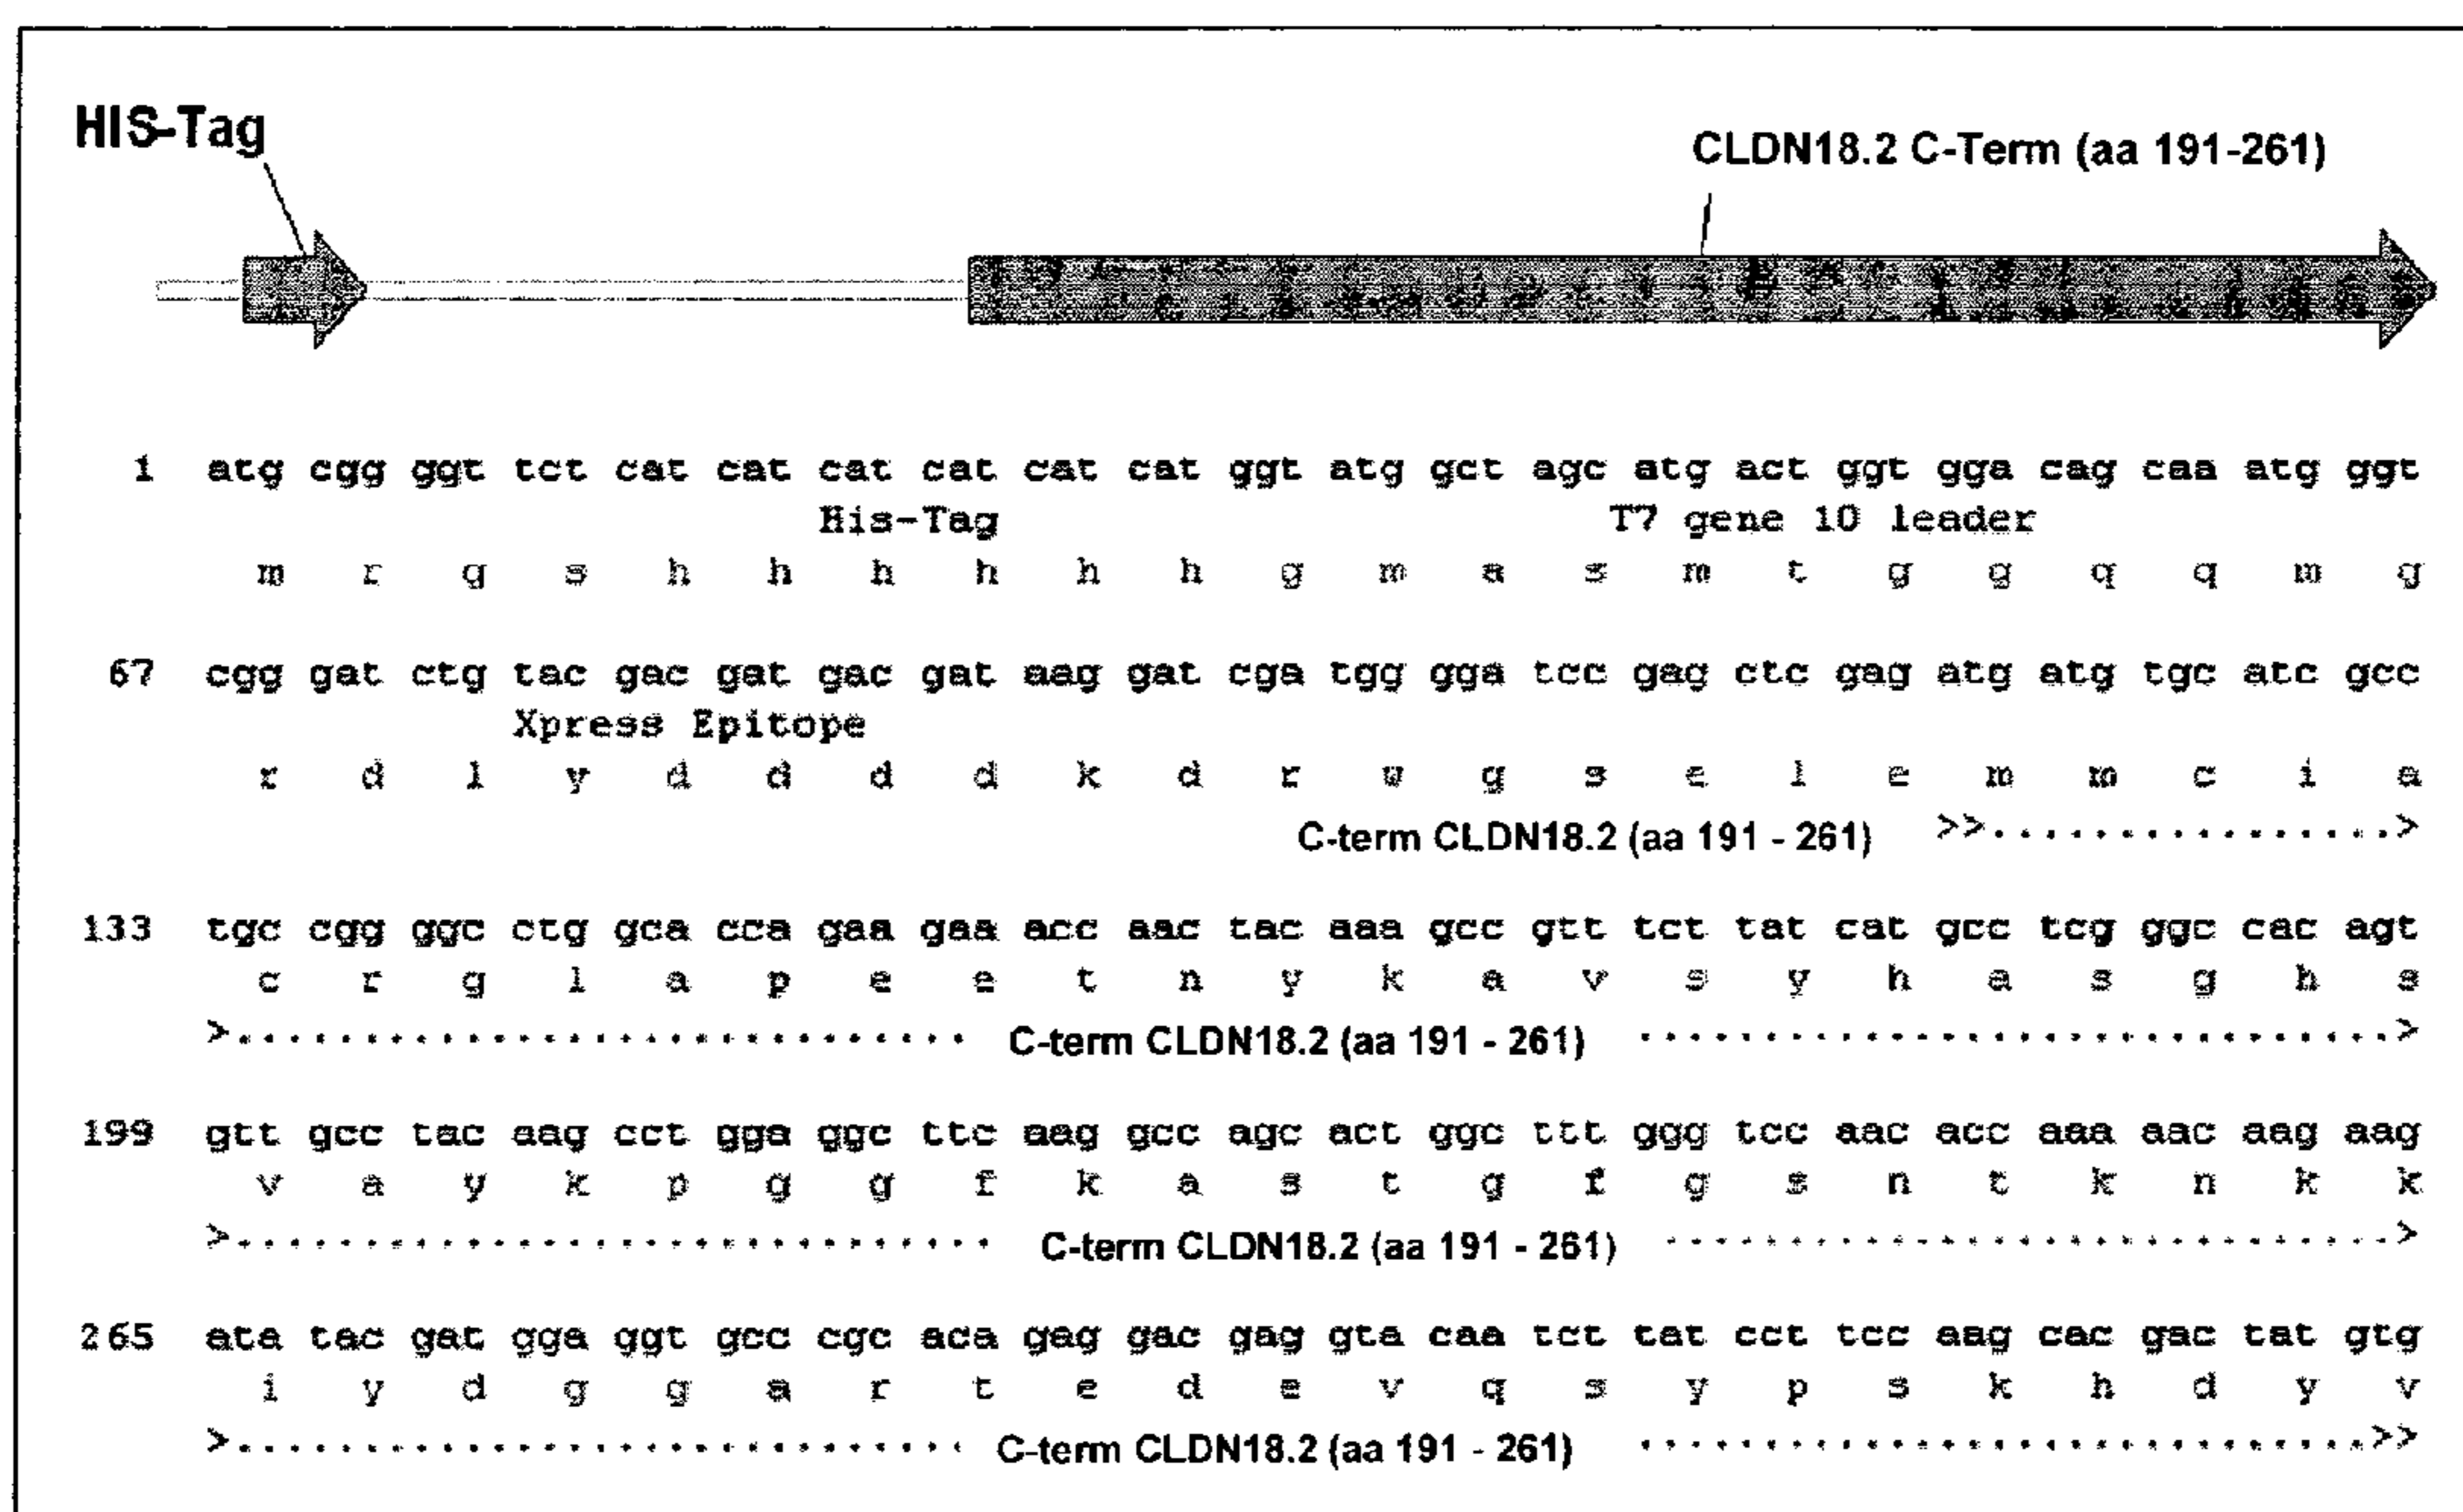 HIS-Tag
CLDN18.2 C-Term (aa 191-261)
1 atg cgg ggt tct cat cat cat cat cat cat ggt atg gct agc atg act ggt gga cag caa atg ggt
His-Tag T7 gene 10 leader
m r g s h h h h h h g m a s m t g g q q m g
67 cgg gat ctg tac gac gat gac gat aag gat cga tgg gga tcc gag ctc gag atg atg tgc atc gcc
Xpress Epitope
r d l y d d d d k d r w g s e l e m m c i a
C-term CLDN18.2 (aa 191 - 261) >>................>
133 tgc cgg ggc ctg gca cca gaa gaa acc aac tac aaa gcc gtt tct tat cat gcc tcg ggc cac agt
c r g l a p e e t n y k a v s y h a s g h s
>............................. C-term CLDN18.2 (aa 191 - 261) ..............................>
199 gtt gcc tac aag cct gga ggc ttc aag gcc agc act ggc ttt ggg tcc aac acc aaa aac aag aag
v a y k p g g f k a s t g f g s n t k n k k
>.............................. C-term CLDN18.2 (aa 191 - 261) .............................>
265 ata tac gat gga ggt gcc cgc aca gag gac gag gta caa tct tat cct tcc aag cac gac tat gtg
i y d g g a r t e d e v q s y p s k h d y v
>............................. C-term CLDN18.2 (aa 191 - 261) .............................>>